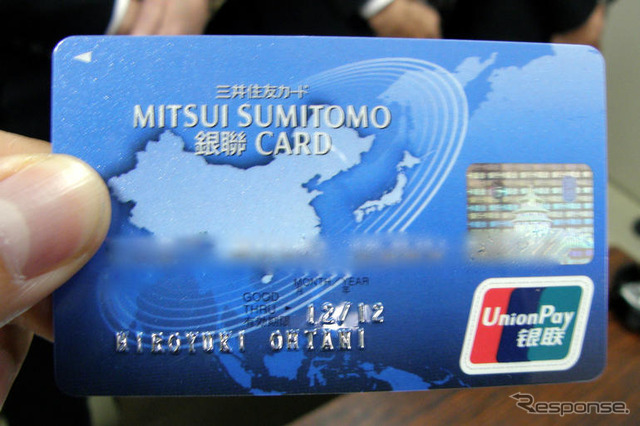 三井住友カード
MITSUI SUMITOMO
銀聯 CARD
MONTH YEAR
GOOD
THRU
12/12
HIROYUKI OHTANI
UnionPay
银联
Response.